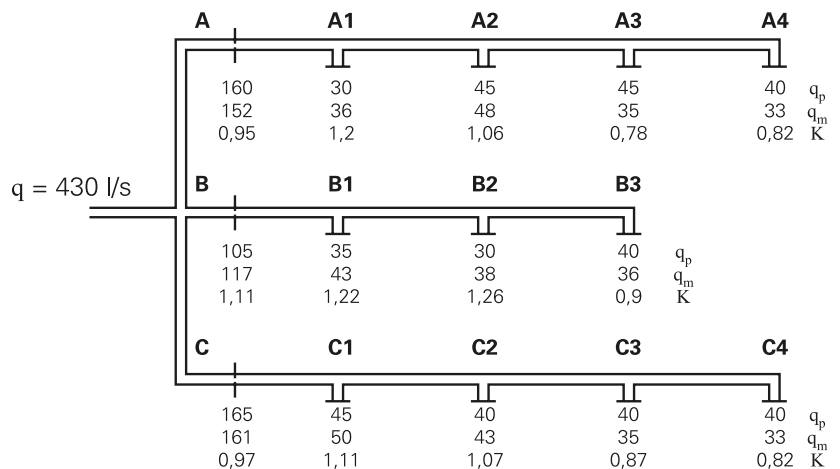 A A1 A2 A3 A4
160 30 45 45 40 qp
152 36 48 35 33 qm
0,95 1,2 1,06 0,78 0,82 K
q = 430 l/s
B B1 B2 B3
105 35 30 40 qp
117 43 38 36 qm
1,11 1,22 1,26 0,9 K
C C1 C2 C3 C4
165 45 40 40 40 qp
161 50 43 35 33 qm
0,97 1,11 1,07 0,87 0,82 K